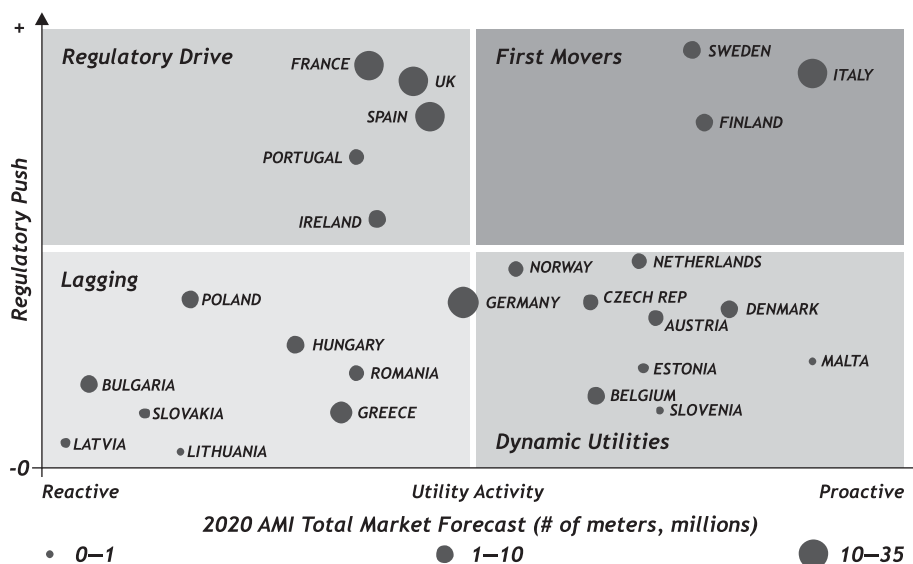 +
Regulatory Drive
First Movers
SWEDEN
FRANCE
ITALY
UK
SPAIN
FINLAND
PORTUGAL
IRELAND
Regulatory Push
Lagging
NORWAY
NETHERLANDS
POLAND
GERMANY
CZECH REP
DENMARK
AUSTRIA
HUNGARY
MALTA
ROMANIA
ESTONIA
BULGARIA
BELGIUM
SLOVAKIA
GREECE
SLOVENIA
LATVIA
LITHUANIA
Dynamic Utilities
-0
Reactive
Utility Activity
Proactive
2020 AMI Total Market Forecast (# of meters, millions)
0—1
1—10
10—35